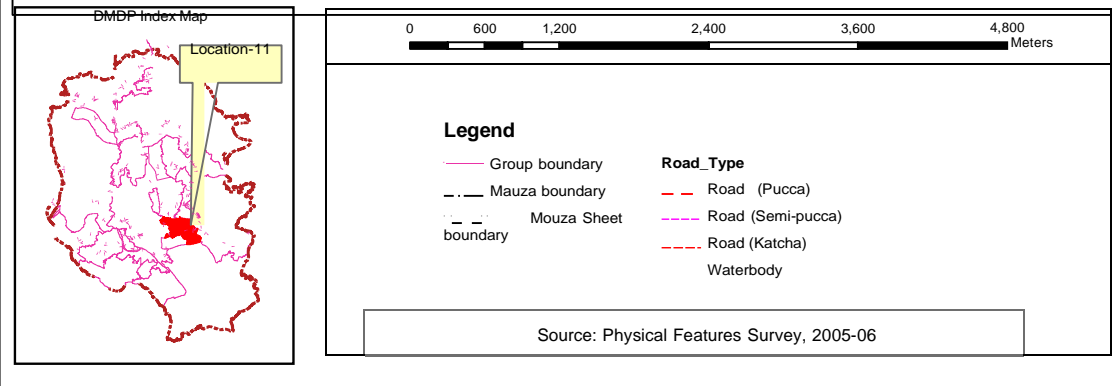 DMDP Index Map
Location-11
0 600 1,200 2,400 3,600 4,800
Meters
Legend
Group boundary
Mauza boundary
Mouza Sheet
boundary
Road_Type
Road (Pucca)
Road (Semi-pucca)
Road (Katcha)
Waterbody
Source: Physical Features Survey, 2005-06